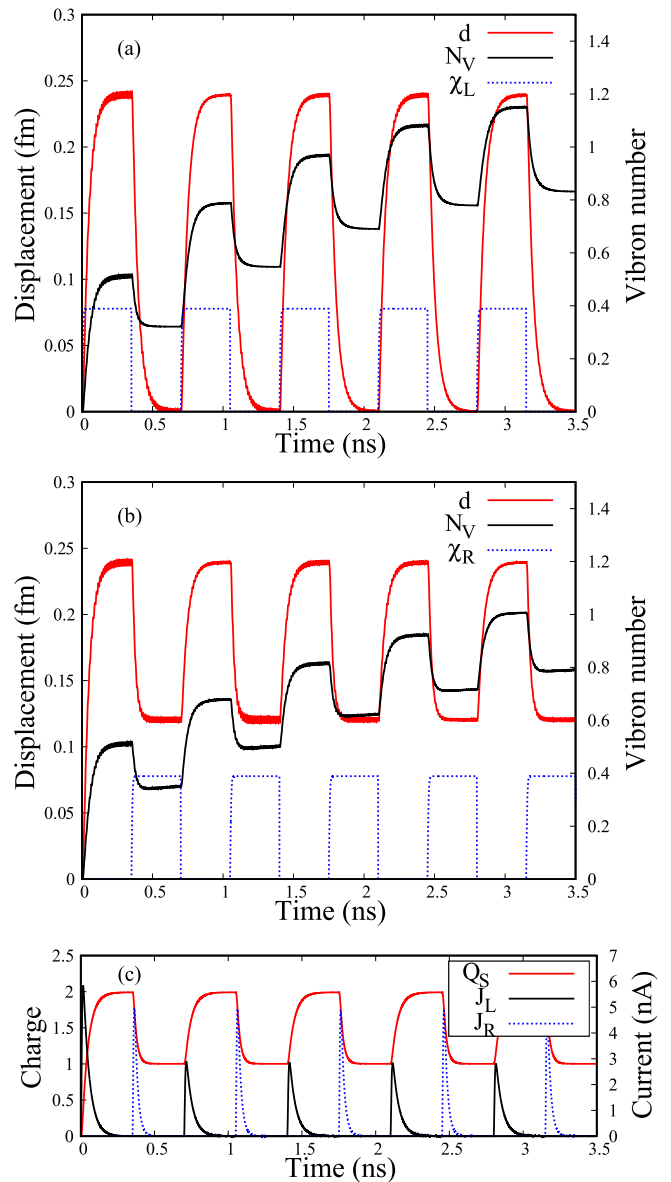 (a)
d
N_V
χ_L
Displacement (fm)
0
0.05
0.1
0.15
0.2
0.25
0.3
Vibron number
0
0.2
0.4
0.6
0.8
1
1.2
1.4
0 0.5 1 1.5 2 2.5 3 3.5
Time (ns)
(b)
d
N_V
χ_R
Displacement (fm)
0
0.05
0.1
0.15
0.2
0.25
0.3
Vibron number
0
0.2
0.4
0.6
0.8
1
1.2
1.4
0 0.5 1 1.5 2 2.5 3 3.5
Time (ns)
(c)
Q_S
J_L
J_R
Charge
0
0.5
1
1.5
2
2.5
Current (nA)
0
1
2
3
4
5
6
7
0 0.5 1 1.5 2 2.5 3 3.5
Time (ns)